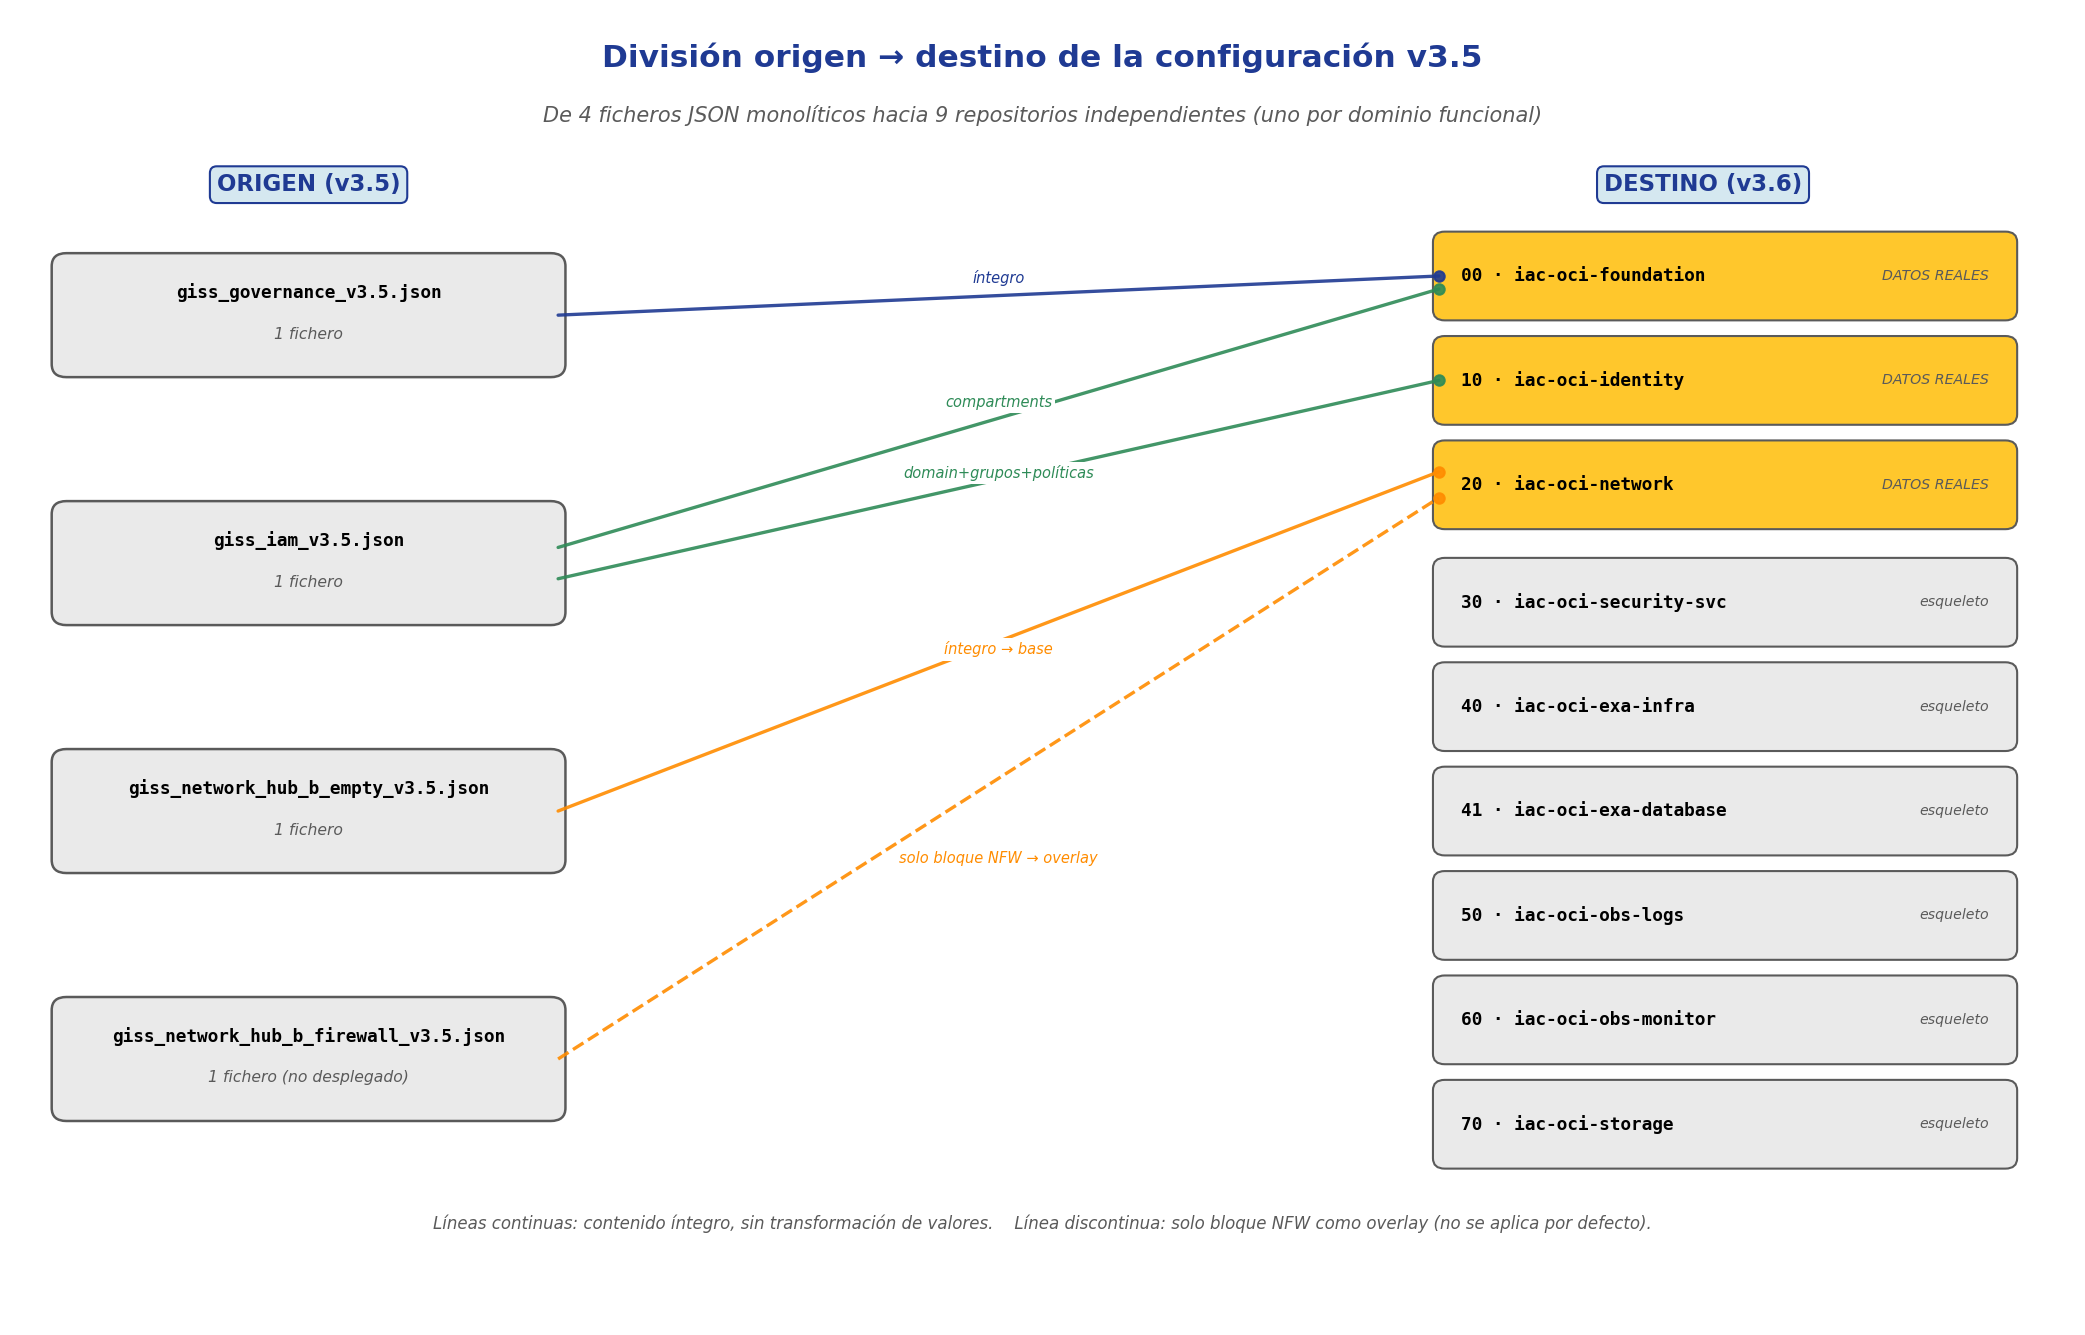 División origen → destino de la configuración v3.5
De 4 ficheros JSON monolíticos hacia 9 repositorios independientes (uno por dominio funcional)
ORIGEN (v3.5)
DESTINO (v3.6)
giss_governance_v3.5.json
1 fichero
giss_iam_v3.5.json
1 fichero
giss_network_hub_b_empty_v3.5.json
1 fichero
giss_network_hub_b_firewall_v3.5.json
1 fichero (no desplegado)
íntegro
compartments
domain+grupos+políticas
íntegro → base
solo bloque NFW → overlay
00 · iac-oci-foundation DATOS REALES
10 · iac-oci-identity DATOS REALES
20 · iac-oci-network DATOS REALES
30 · iac-oci-security-svc esqueleto
40 · iac-oci-exa-infra esqueleto
41 · iac-oci-exa-database esqueleto
50 · iac-oci-obs-logs esqueleto
60 · iac-oci-obs-monitor esqueleto
70 · iac-oci-storage esqueleto
Líneas continuas: contenido íntegro, sin transformación de valores. Línea discontinua: solo bloque NFW como overlay (no se aplica por defecto).